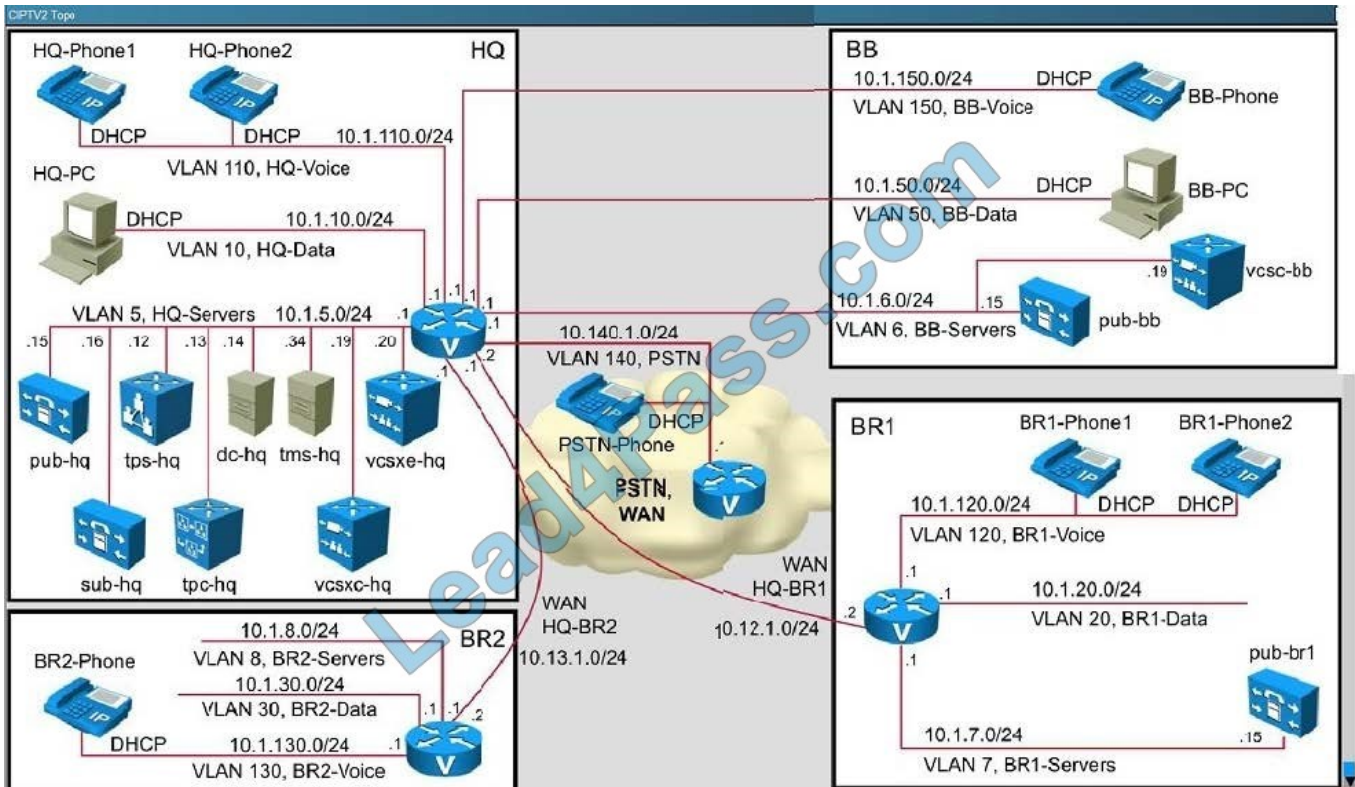 CIPTV2 Topo
HQ-Phone1
HQ-Phone2
HQ
IP
IP
DHCP
DHCP
10.1.110.0/24
VLAN 110, HQ-Voice
HQ-PC
DHCP
10.1.10.0/24
VLAN 10, HQ-Data
VLAN 5, HQ-Servers
10.1.5.0/24
.1
.1
.1
.1
.1
.1
.2
.1
.1
V
.15
.16
.12
.13
.14
.34
.19
.20
pub-hq
tps-hq
dc-hq
tms-hq
vcsxe-hq
sub-hq
tpc-hq
vcsxc-hq
BB
10.1.150.0/24
DHCP
VLAN 150, BB-Voice
IP
BB-Phone
10.1.50.0/24
DHCP
VLAN 50, BB-Data
BB-PC
10.1.6.0/24
VLAN 6, BB-Servers
.15
pub-bb
.19
vcsc-bb
10.140.1.0/24
VLAN 140, PSTN
IP
DHCP
PSTN-Phone
PSTN,
WAN
V
WAN
HQ-BR1
10.12.1.0/24
WAN
HQ-BR2
10.13.1.0/24
BR1
BR1-Phone1
BR1-Phone2
IP
IP
10.1.120.0/24
DHCP
DHCP
VLAN 120, BR1-Voice
.1
.2
.1
V
10.1.20.0/24
VLAN 20, BR1-Data
.1
pub-br1
10.1.7.0/24
.15
VLAN 7, BR1-Servers
BR2
10.1.8.0/24
VLAN 8, BR2-Servers
BR2-Phone
IP
10.1.30.0/24
VLAN 30, BR2-Data
.1
.1
.2
DHCP
10.1.130.0/24
.1
VLAN 130, BR2-Voice
V
Lead4Pass.com